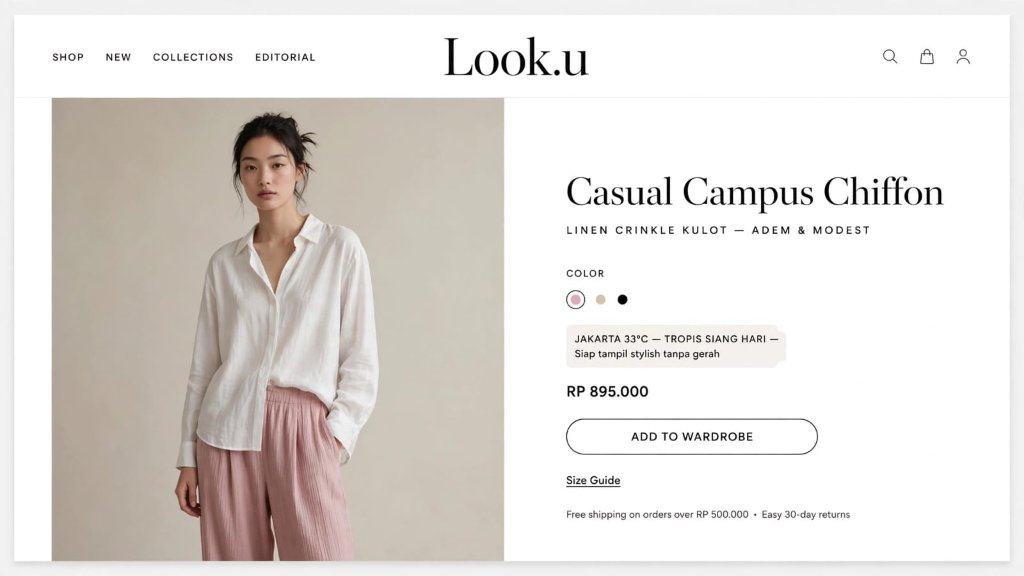 SHOP NEW COLLECTIONS EDITORIAL
Look.u
Casual Campus Chiffon
LINEN CRINKLE KULOT — ADEM & MODEST
COLOR
JAKARTA 33°C — TROPIS SIANG HARI —
Siap tampil stylish tanpa gerah
RP 895.000
ADD TO WARDROBE
Size Guide
Free shipping on orders over RP 500.000 • Easy 30-day returns